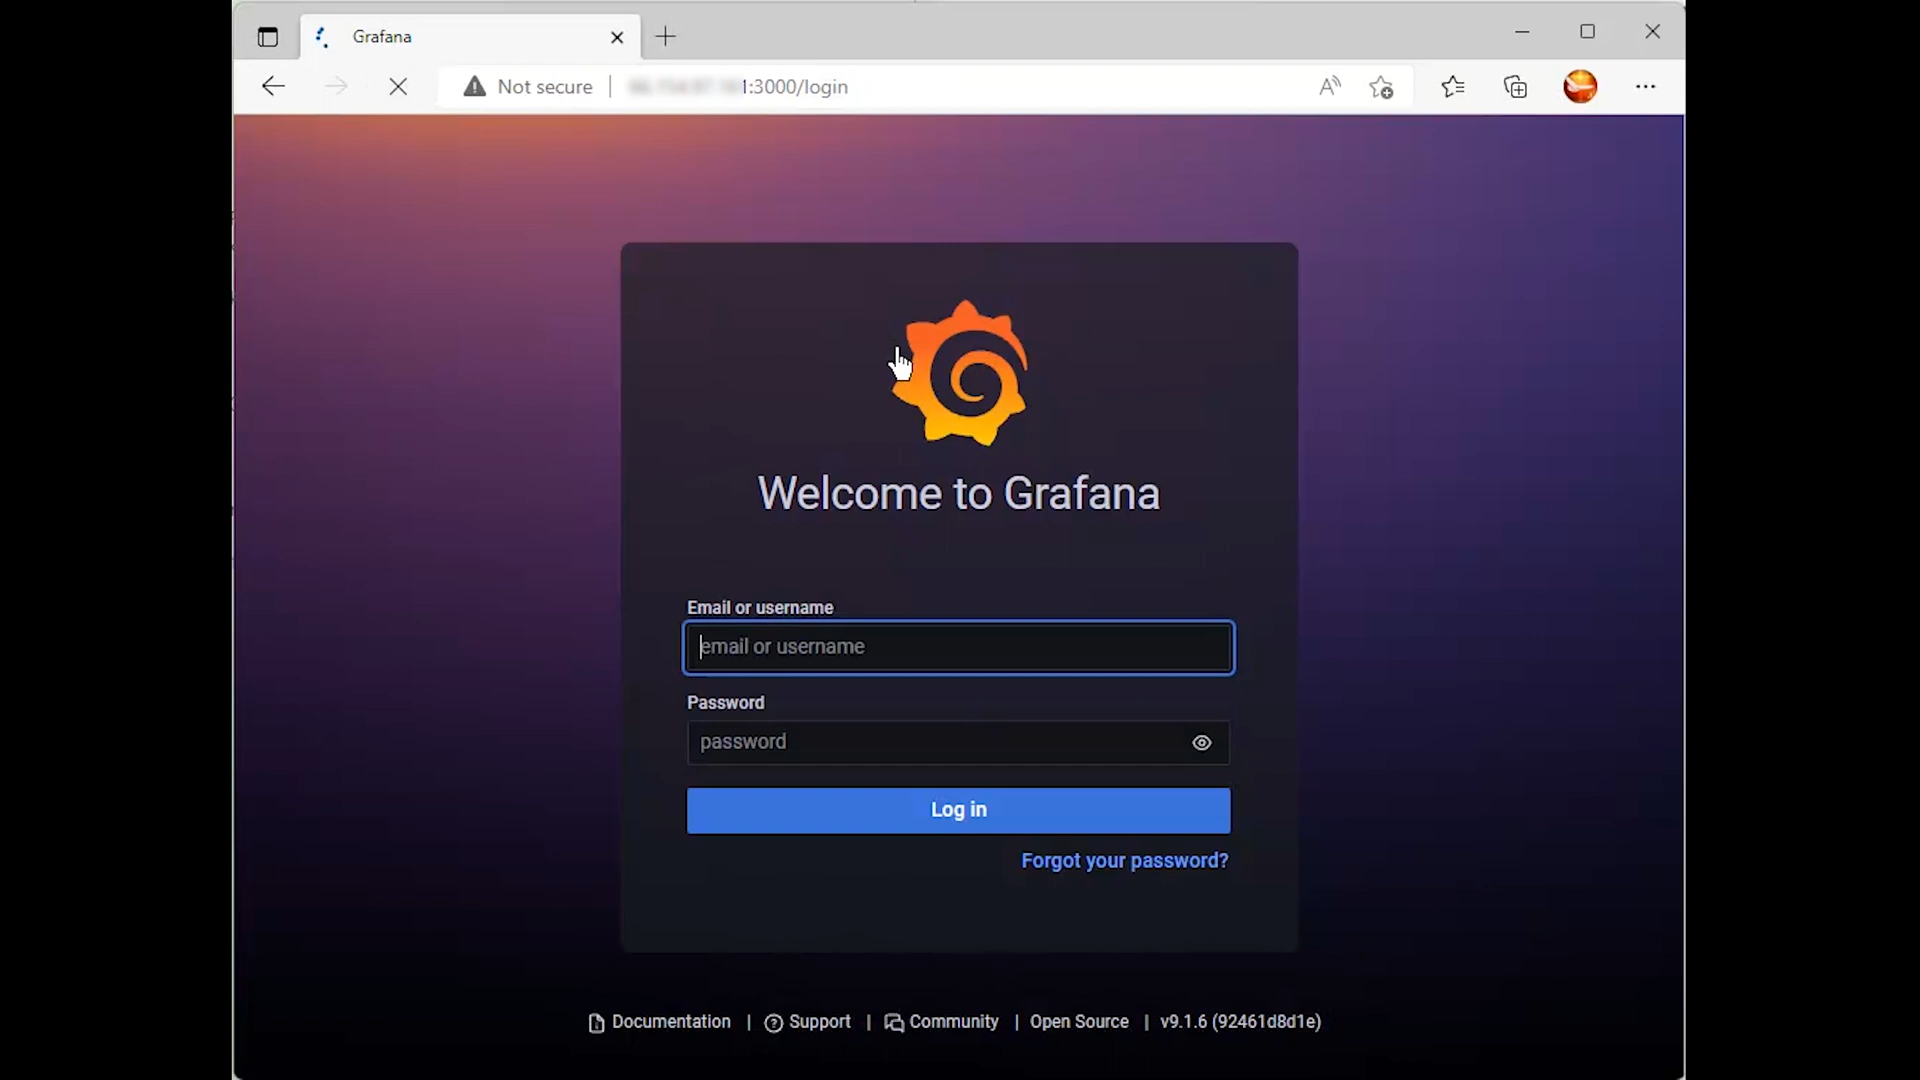 Grafana
Not secure
:3000/login
Welcome to Grafana
Email or username
email or username
Password
password
Log in
Forgot your password?
Documentation | Support | Community | Open Source | v9.1.6 (92461d8d1e)